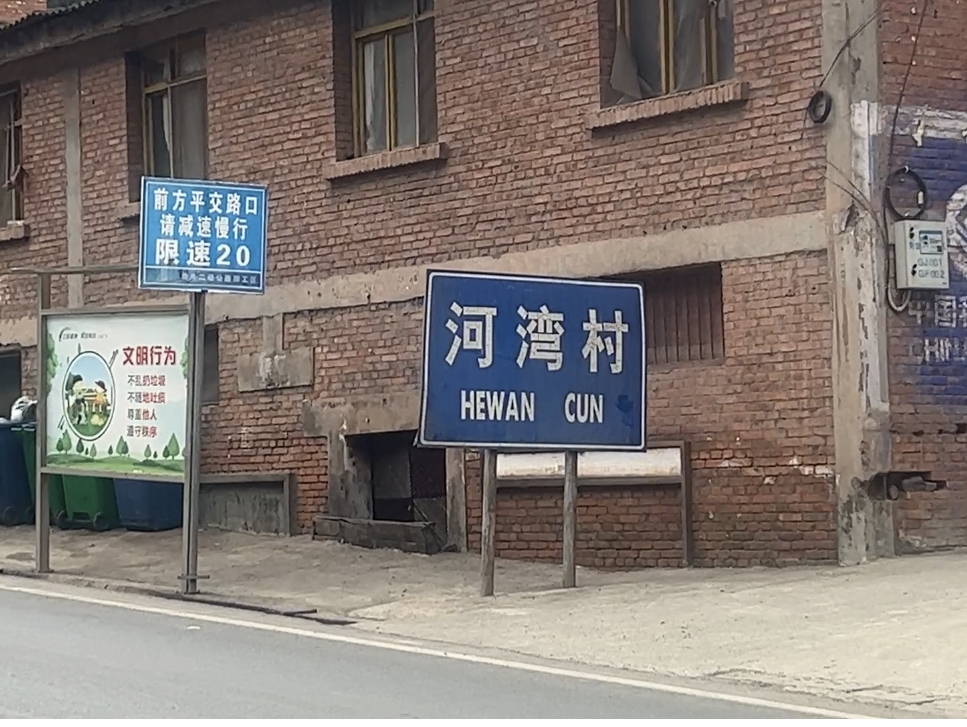 前方平交路口
请减速慢行
限速20
文明行为
不乱扔垃圾
不随地吐痰
尊重他人
遵守秩序
河湾村
HEWAN CUN
中国